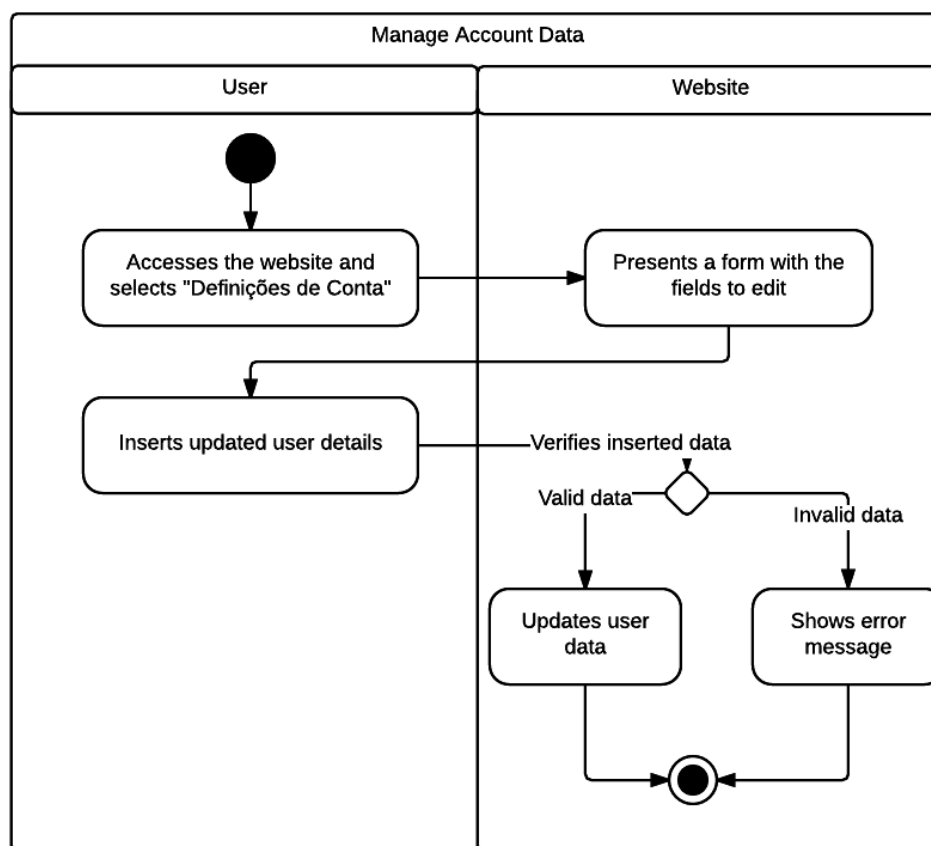 Manage Account Data
User
Website
Accesses the website and
selects "Definições de Conta"
Presents a form with the
fields to edit
Inserts updated user details
Verifies inserted data
Valid data
Invalid data
Updates user
data
Shows error
message